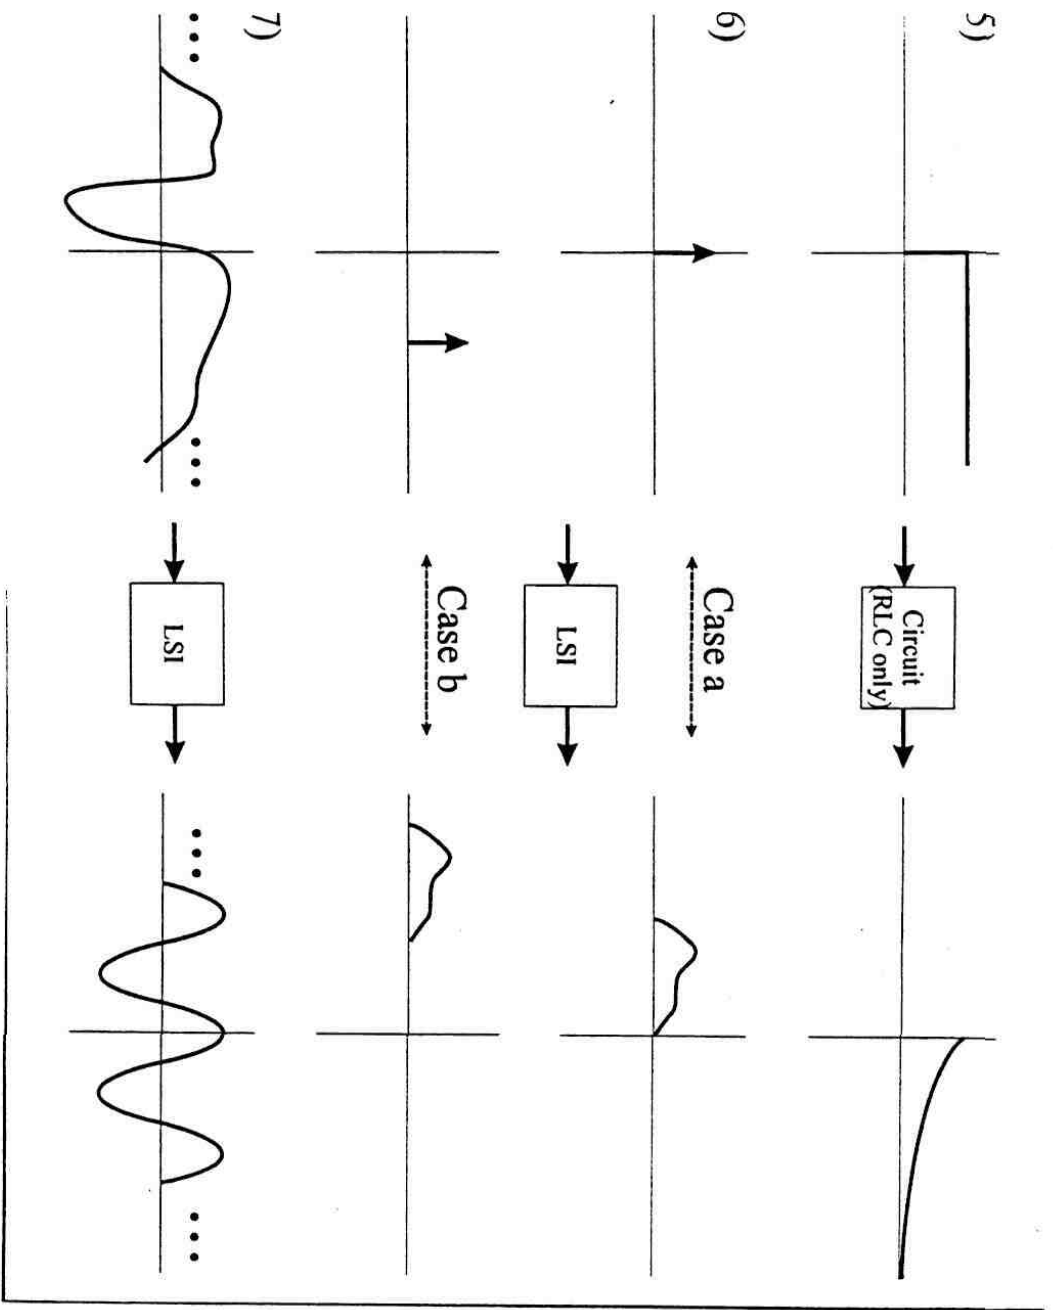 5)
Circuit
(RLC only)
6)
Case a
LSI
Case b
7)
LSI